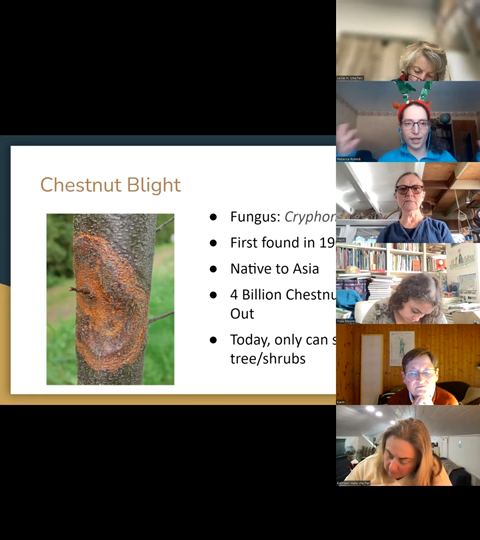 Chestnut Blight
● Fungus: Cryphon
● First found in 19
● Native to Asia
● 4 Billion Chestnu
Out
● Today, only can s
tree/shrubs